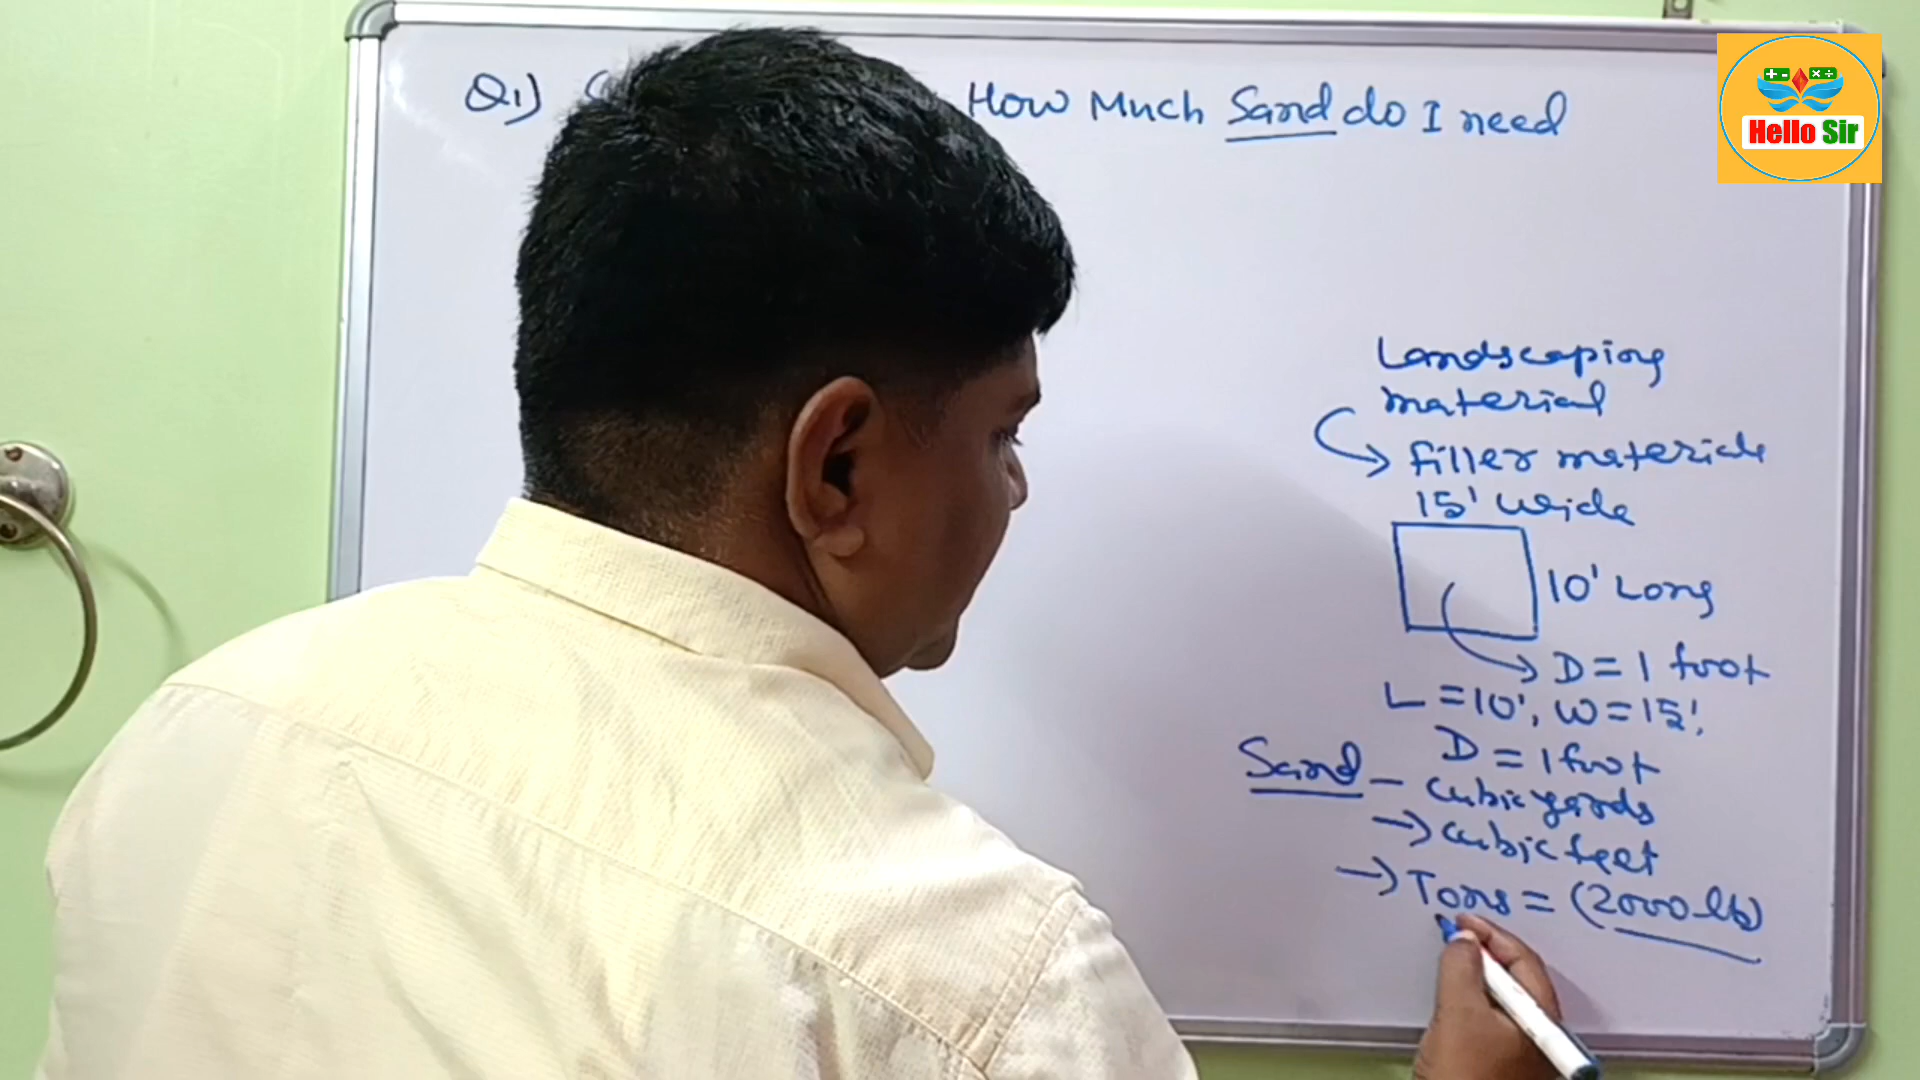 Q1) How Much Sand do I need
+ - × ÷
Hello Sir
Landscaping
material
filler materials
15' wide
10' Long
D = 1 foot
L = 10', W = 15',
D = 1 foot
Sand - cubic yards
→ cubic feet
→ Tons = (2000 lb)